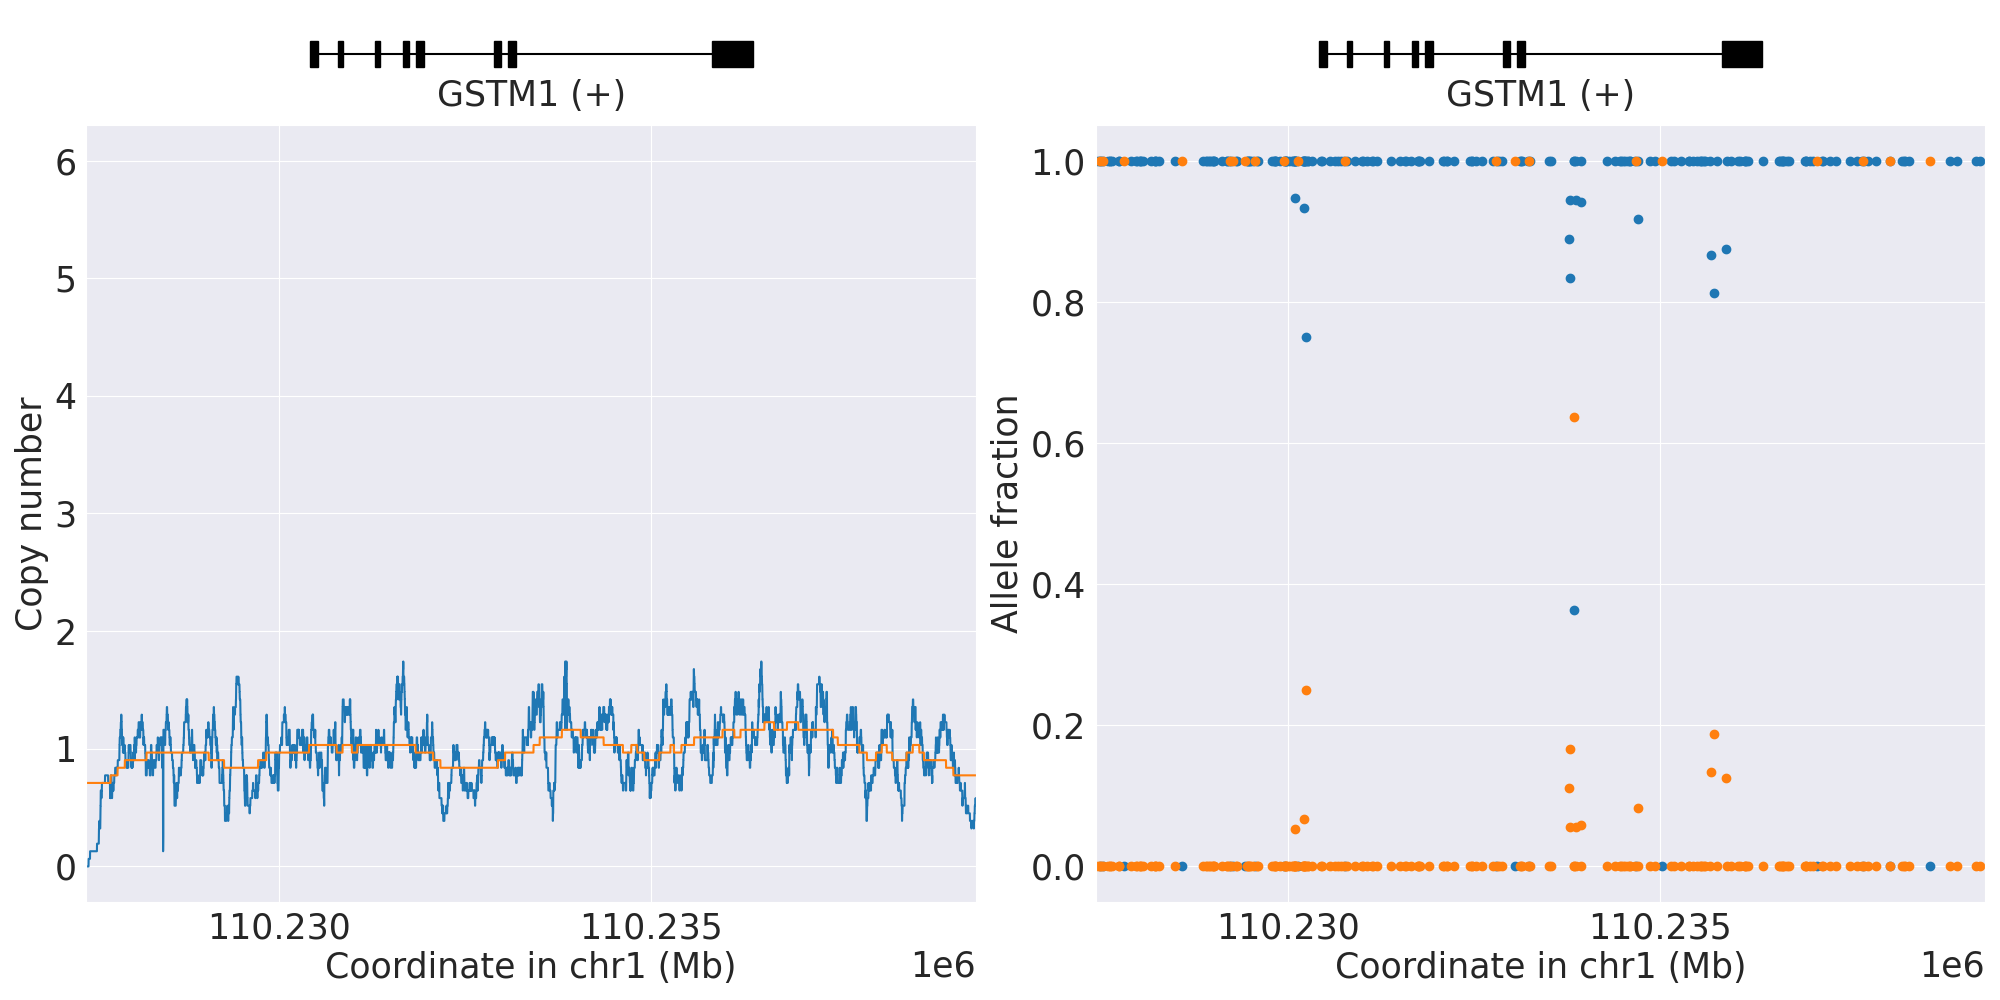 GSTM1 (+)
6
5
4
3
2
1
0
Copy number
110.230
110.235
Coordinate in chr1 (Mb)
1e6
GSTM1 (+)
1.0
0.8
0.6
0.4
0.2
0.0
Allele fraction
110.230
110.235
Coordinate in chr1 (Mb)
1e6